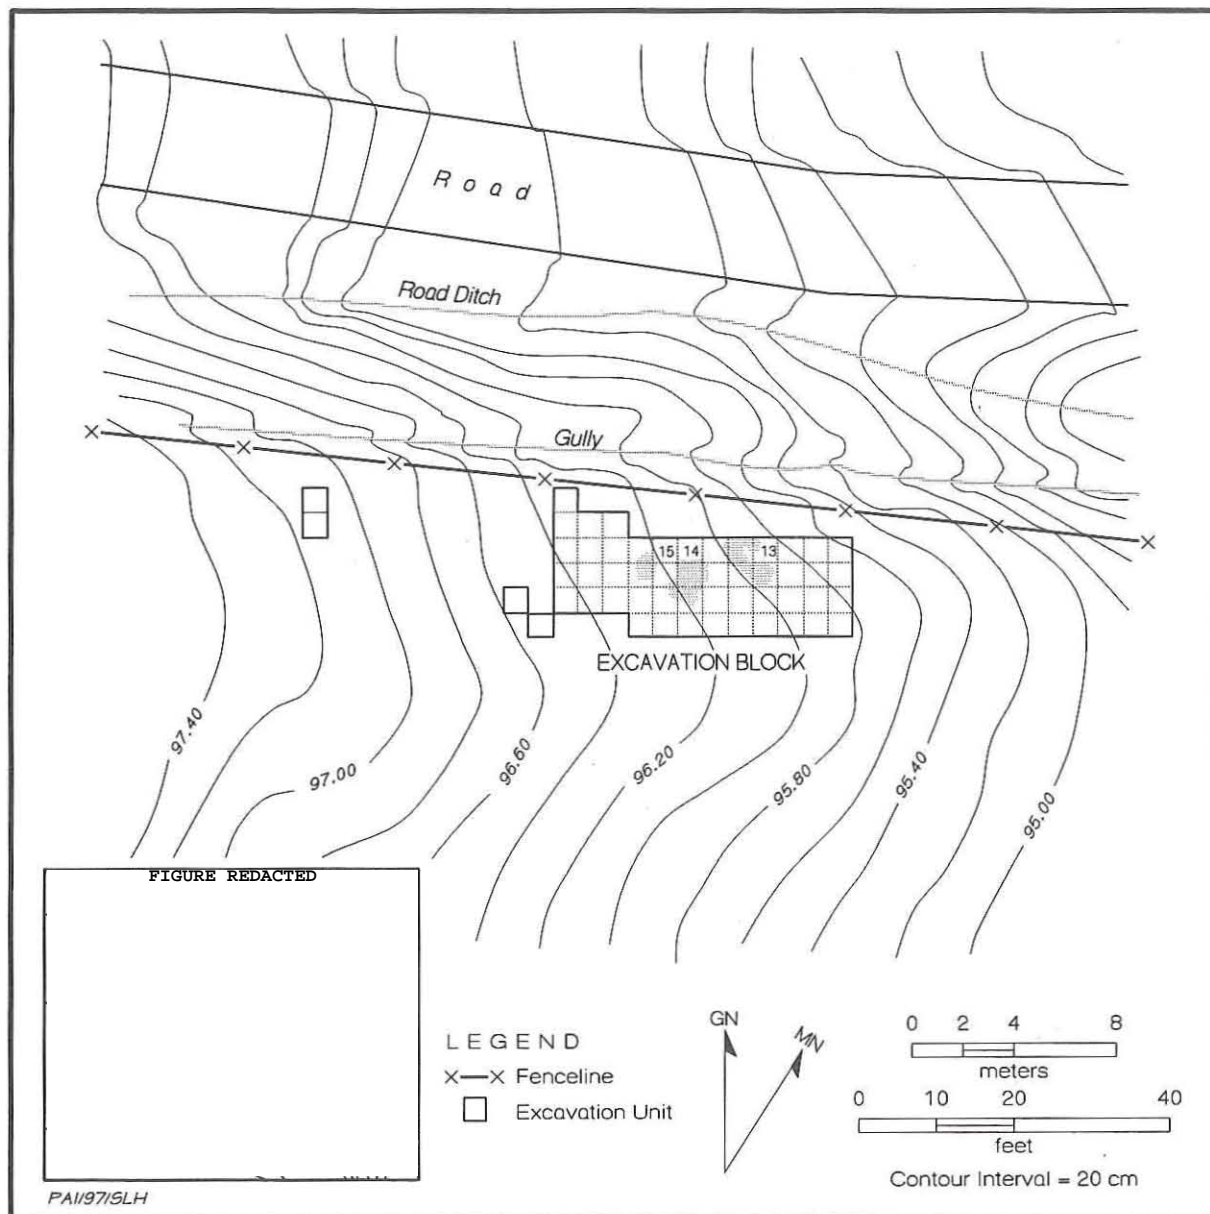 Road
Road Ditch
Gully
15 14 13
EXCAVATION BLOCK
97.40
97.00
96.60
96.20
95.80
95.40
95.00
FIGURE REDACTED
LEGEND
X—X Fenceline
Excavation Unit
GN
MN
0 2 4 8
meters
0 10 20 40
feet
Contour Interval = 20 cm
PAI/97/SLH